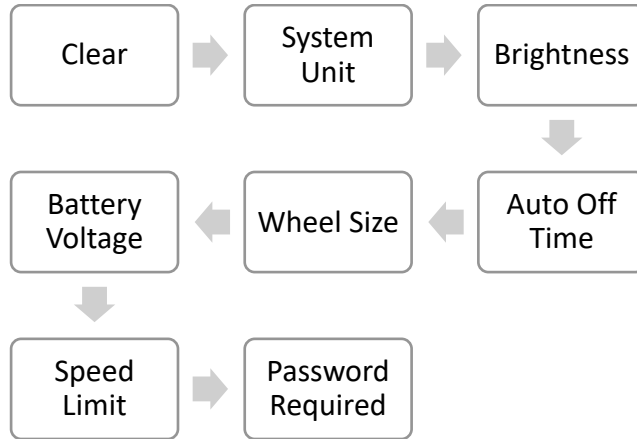 Clear
System
Unit
Brightness
Auto Off
Time
Wheel Size
Battery
Voltage
Speed
Limit
Password
Required